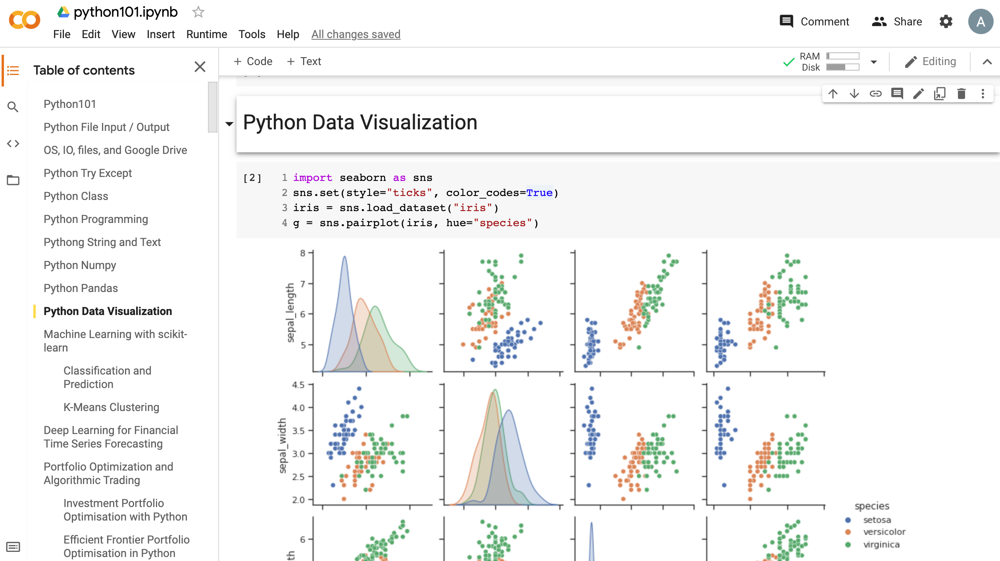 python101.ipynb
File Edit View Insert Runtime Tools Help All changes saved
Comment Share A
Table of contents
Python101
Python File Input / Output
OS, IO, files, and Google Drive
Python Try Except
Python Class
Python Programming
Pythong String and Text
Python Numpy
Python Pandas
Python Data Visualization
Machine Learning with scikit-
learn
Classification and
Prediction
K-Means Clustering
Deep Learning for Financial
Time Series Forecasting
Portfolio Optimization and
Algorithmic Trading
Investment Portfolio
Optimisation with Python
Efficient Frontier Portfolio
Optimisation in Python
+ Code + Text
RAM
Disk
Editing
Python Data Visualization
[2]
1 import seaborn as sns
2 sns.set(style="ticks", color_codes=True)
3 iris = sns.load_dataset("iris")
4 g = sns.pairplot(iris, hue="species")
8
7
6
5
sepal_length
4.5
4.0
3.5
3.0
2.5
2.0
sepal_width
6
species
setosa
versicolor
virginica